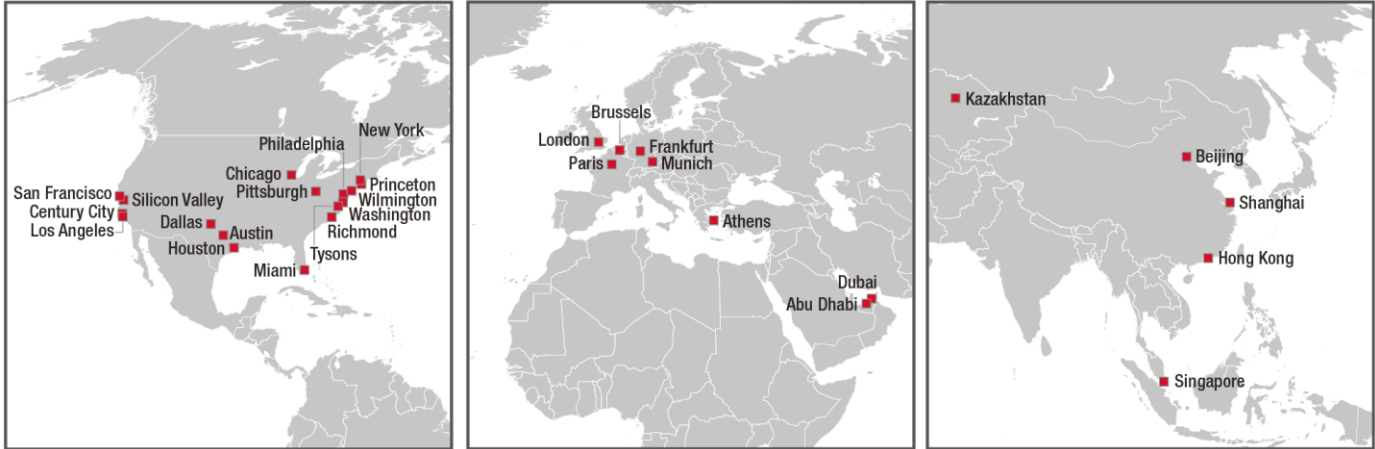 New York
Philadelphia
Chicago
Pittsburgh
Princeton
Wilmington
Washington
Richmond
San Francisco
Silicon Valley
Century City
Los Angeles
Dallas
Austin
Houston
Tysons
Miami
Brussels
London
Frankfurt
Paris
Munich
Athens
Dubai
Abu Dhabi
Kazakhstan
Beijing
Shanghai
Hong Kong
Singapore